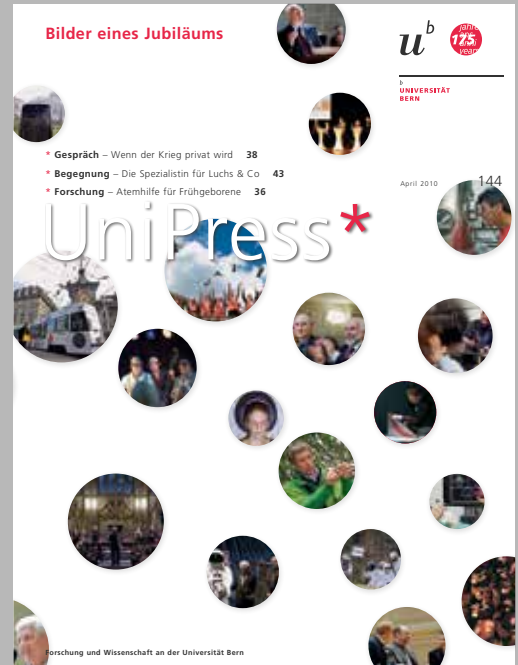 Bilder eines Jubiläums
u b
175
b
UNIVERSITÄT
BERN
* Gespräch – Wenn der Krieg privat wird 38
* Begegnung – Die Spezialistin für Luchs & Co 43
* Forschung – Atemhilfe für Frühgeborene 36
April 2010 144
UniPress*
Forschung und Wissenschaft an der Universität Bern